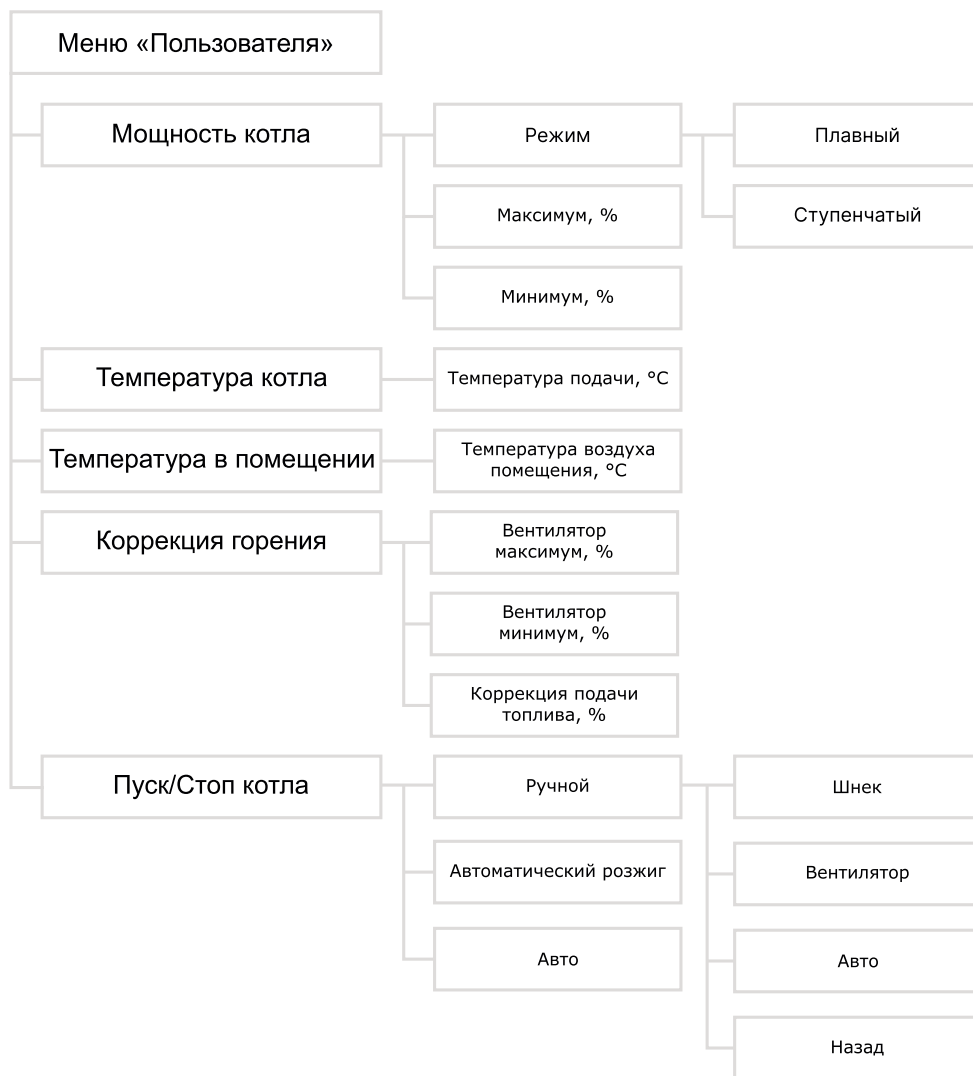 Меню «Пользователя»
Мощность котла
Режим
Плавный
Максимум, %
Ступенчатый
Минимум, %
Температура котла
Температура подачи, °C
Температура в помещении
Температура воздуха
помещения, °C
Коррекция горения
Вентилятор
максимум, %
Вентилятор
минимум, %
Коррекция подачи
топлива, %
Пуск/Стоп котла
Ручной
Шнек
Автоматический розжиг
Вентилятор
Авто
Авто
Назад